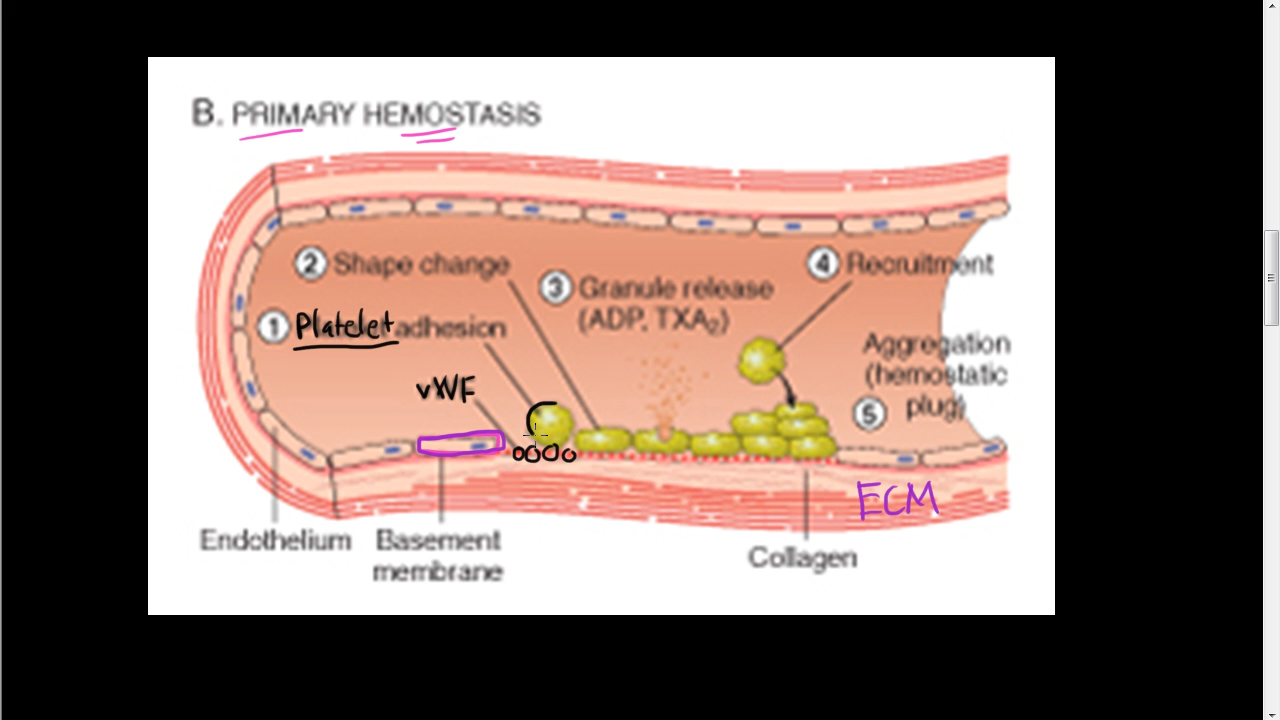 B. PRIMARY HEMOSTASIS
2 Shape change
3 Granule release
(ADP, TXA₂)
4 Recruitment
1 Platelet adhesion
vWF
Aggregation
(hemostatic
5 plug)
ECM
Endothelium
Basement
membrane
Collagen